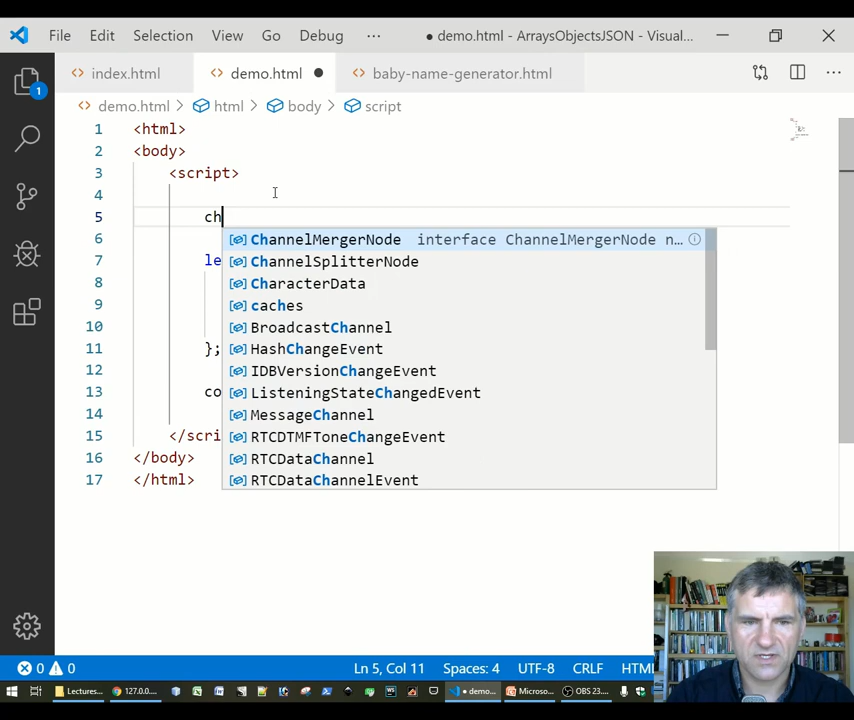 File Edit Selection View Go Debug ··· ● demo.html - ArraysObjectsJSON - Visual...
index.html demo.html ● baby-name-generator.html ···
demo.html > html > body > script
1 <html>
2 <body>
3 <script>
4
5 ch
6
7 le
8
9
10
11 };
12
13 co
14
15 </scri
16 </body>
17 </html>
ChannelMergerNode interface ChannelMergerNode n...
ChannelSplitterNode
CharacterData
caches
BroadcastChannel
HashChangeEvent
IDBVersionChangeEvent
ListeningStateChangedEvent
MessageChannel
RTCDTMFToneChangeEvent
RTCDataChannel
RTCDataChannelEvent
1
0 0 Ln 5, Col 11 Spaces: 4 UTF-8 CRLF HTML
Lectures... 127.0.0... ● demo... Microso... OBS 23....